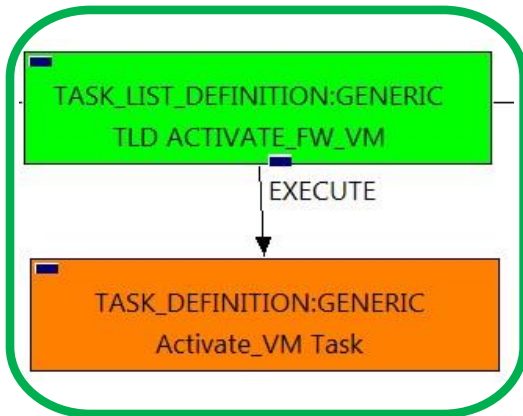 TASK_LIST_DEFINITION:GENERIC
TLD ACTIVATE_FW_VM
EXECUTE
TASK_DEFINITION:GENERIC
Activate_VM Task